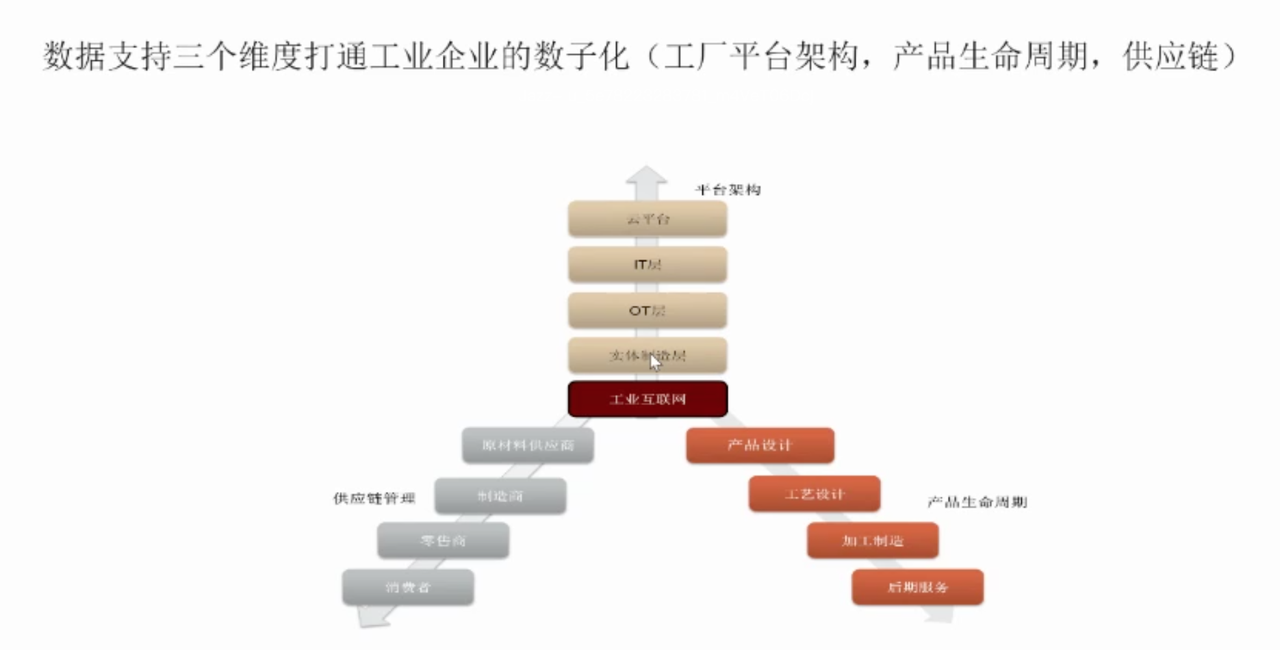 数据支持三个维度打通工业企业的数子化（工厂平台架构，产品生命周期，供应链）
平台架构
云平台
IT层
OT层
实体制造层
工业互联网
原材料供应商
产品设计
供应链管理
制造商
工艺设计
产品生命周期
零售商
加工制造
消费者
后期服务